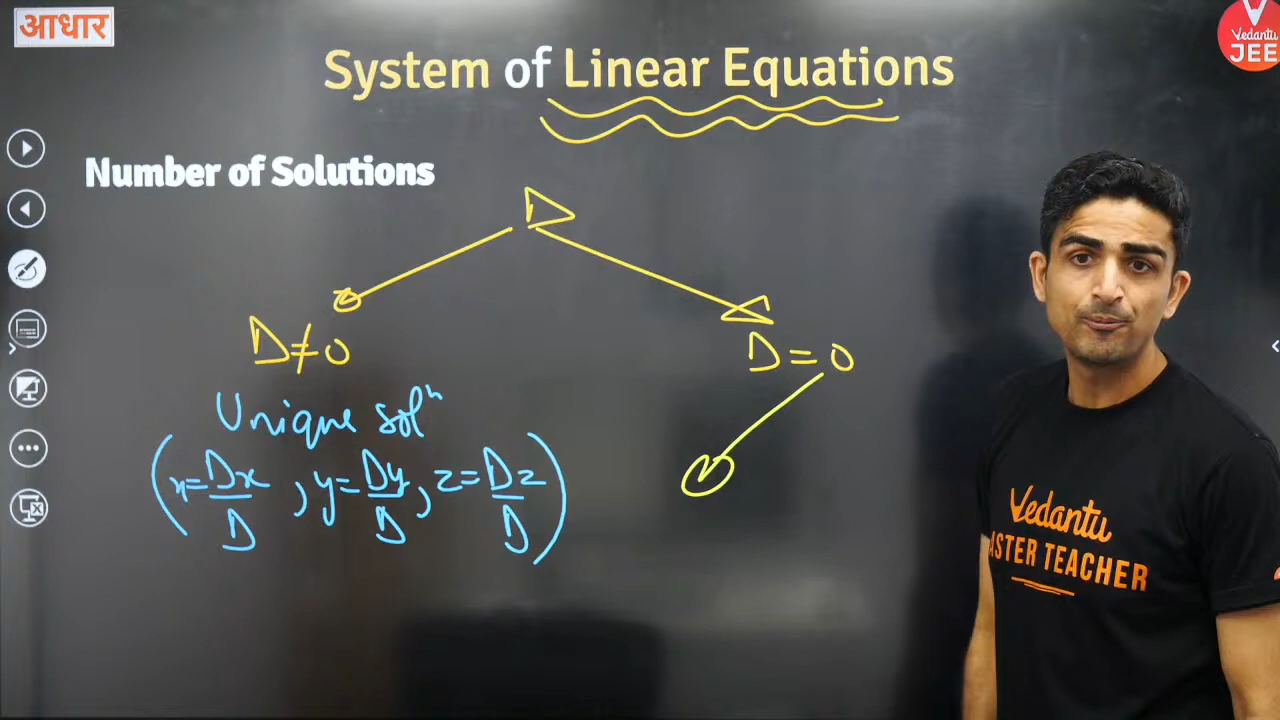 आधार
Vedantu
JEE
System of Linear Equations
Number of Solutions
D
D≠0
D=0
Unique solⁿ
(x=Dx/D, y=Dy/D, z=Dz/D)
Vedantu
ASTER TEACHER